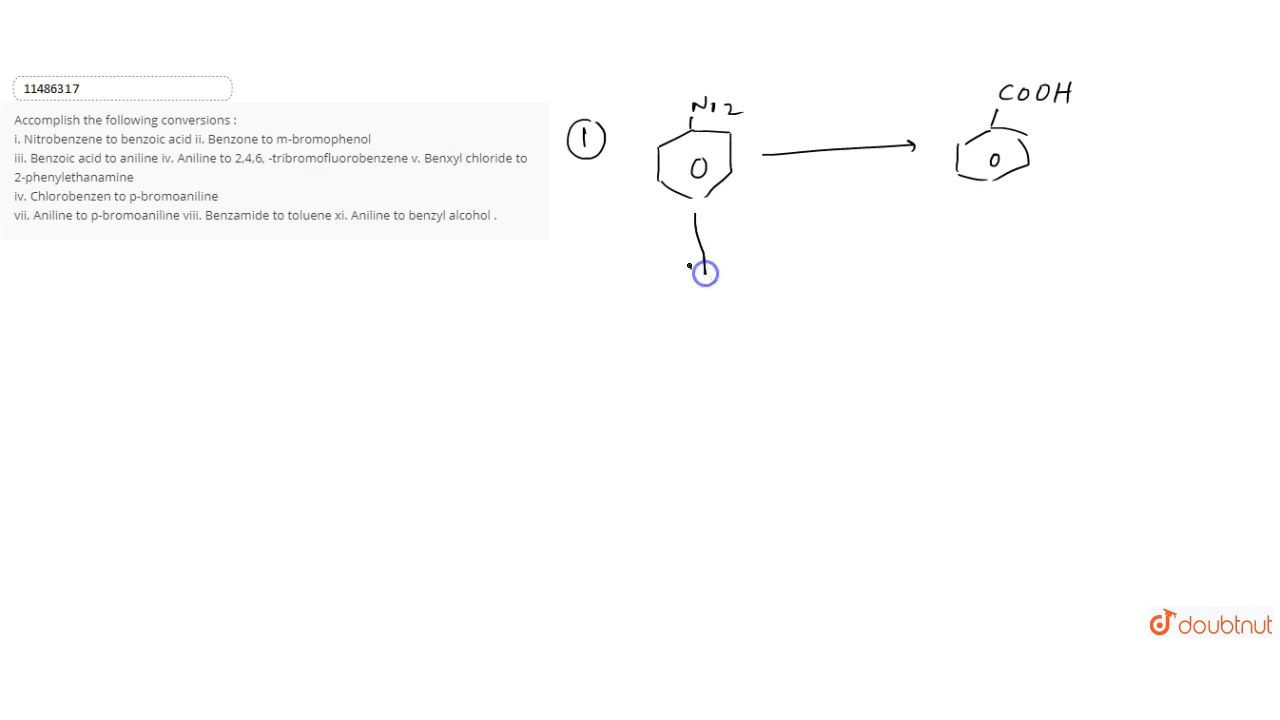 11486317
Accomplish the following conversions :
i. Nitrobenzene to benzoic acid ii. Benzone to m-bromophenol
iii. Benzoic acid to aniline iv. Aniline to 2,4,6, -tribromofluorobenzene v. Benxyl chloride to
2-phenylethanamine
iv. Chlorobenzen to p-bromoaniline
vii. Aniline to p-bromoaniline viii. Benzamide to toluene xi. Aniline to benzyl alcohol .
1
COOH
doubtnut